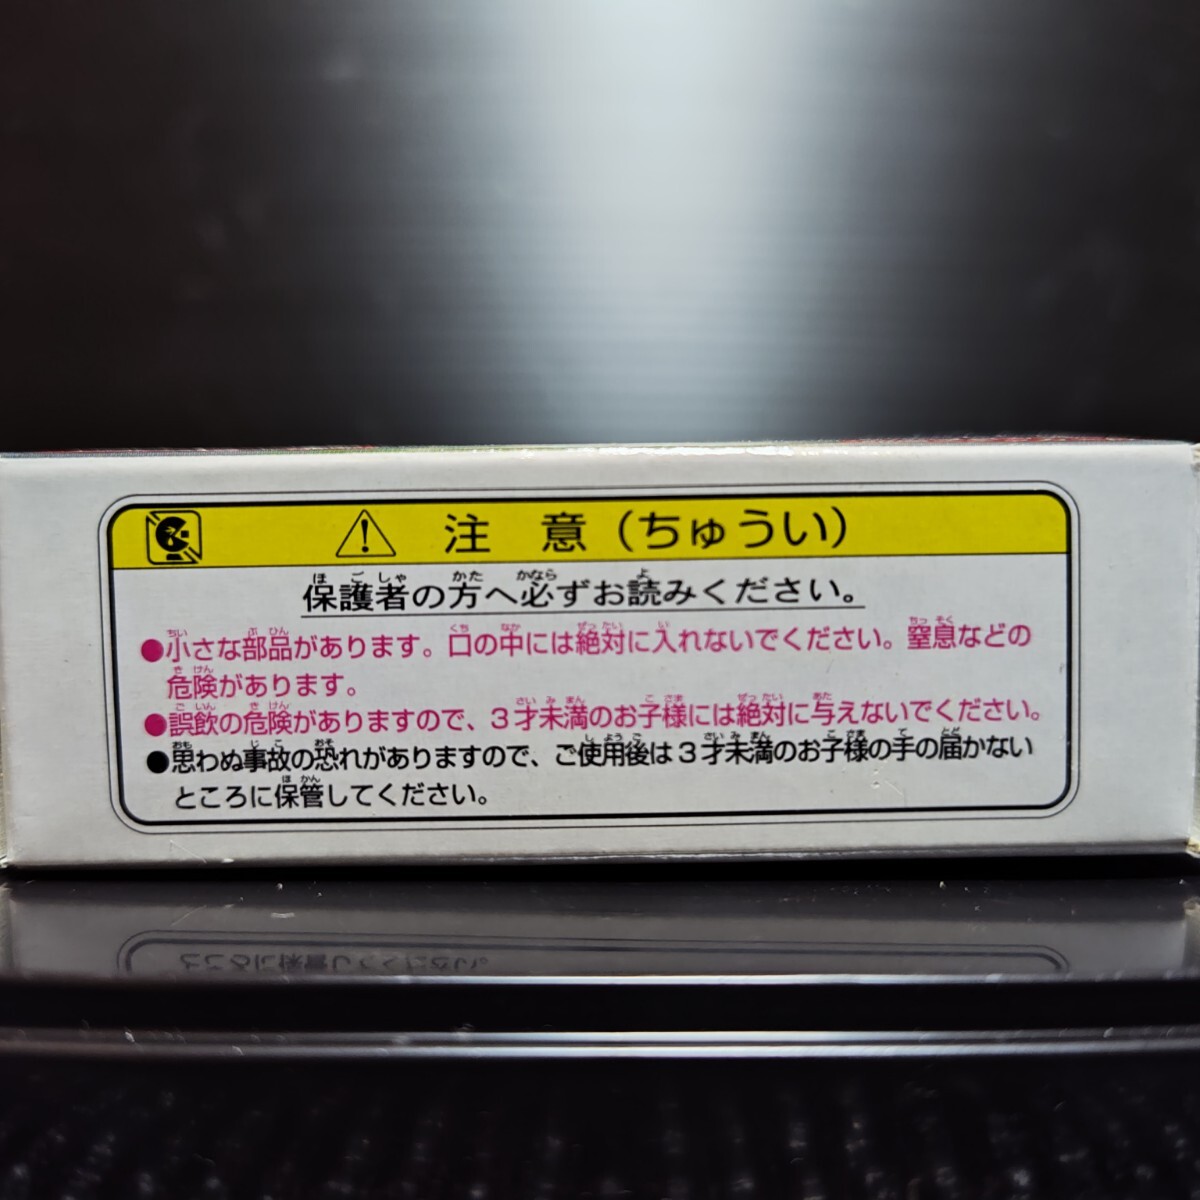 注 意（ちゅうい）
保護者の方へ必ずお読みください。
●小さな部品があります。口の中には絶対に入れないでください。窒息などの
危険があります。
●誤飲の危険がありますので、3才未満のお子様には絶対に与えないでください。
●思わぬ事故の恐れがありますので、ご使用後は3才未満のお子様の手の届かない
ところに保管してください。